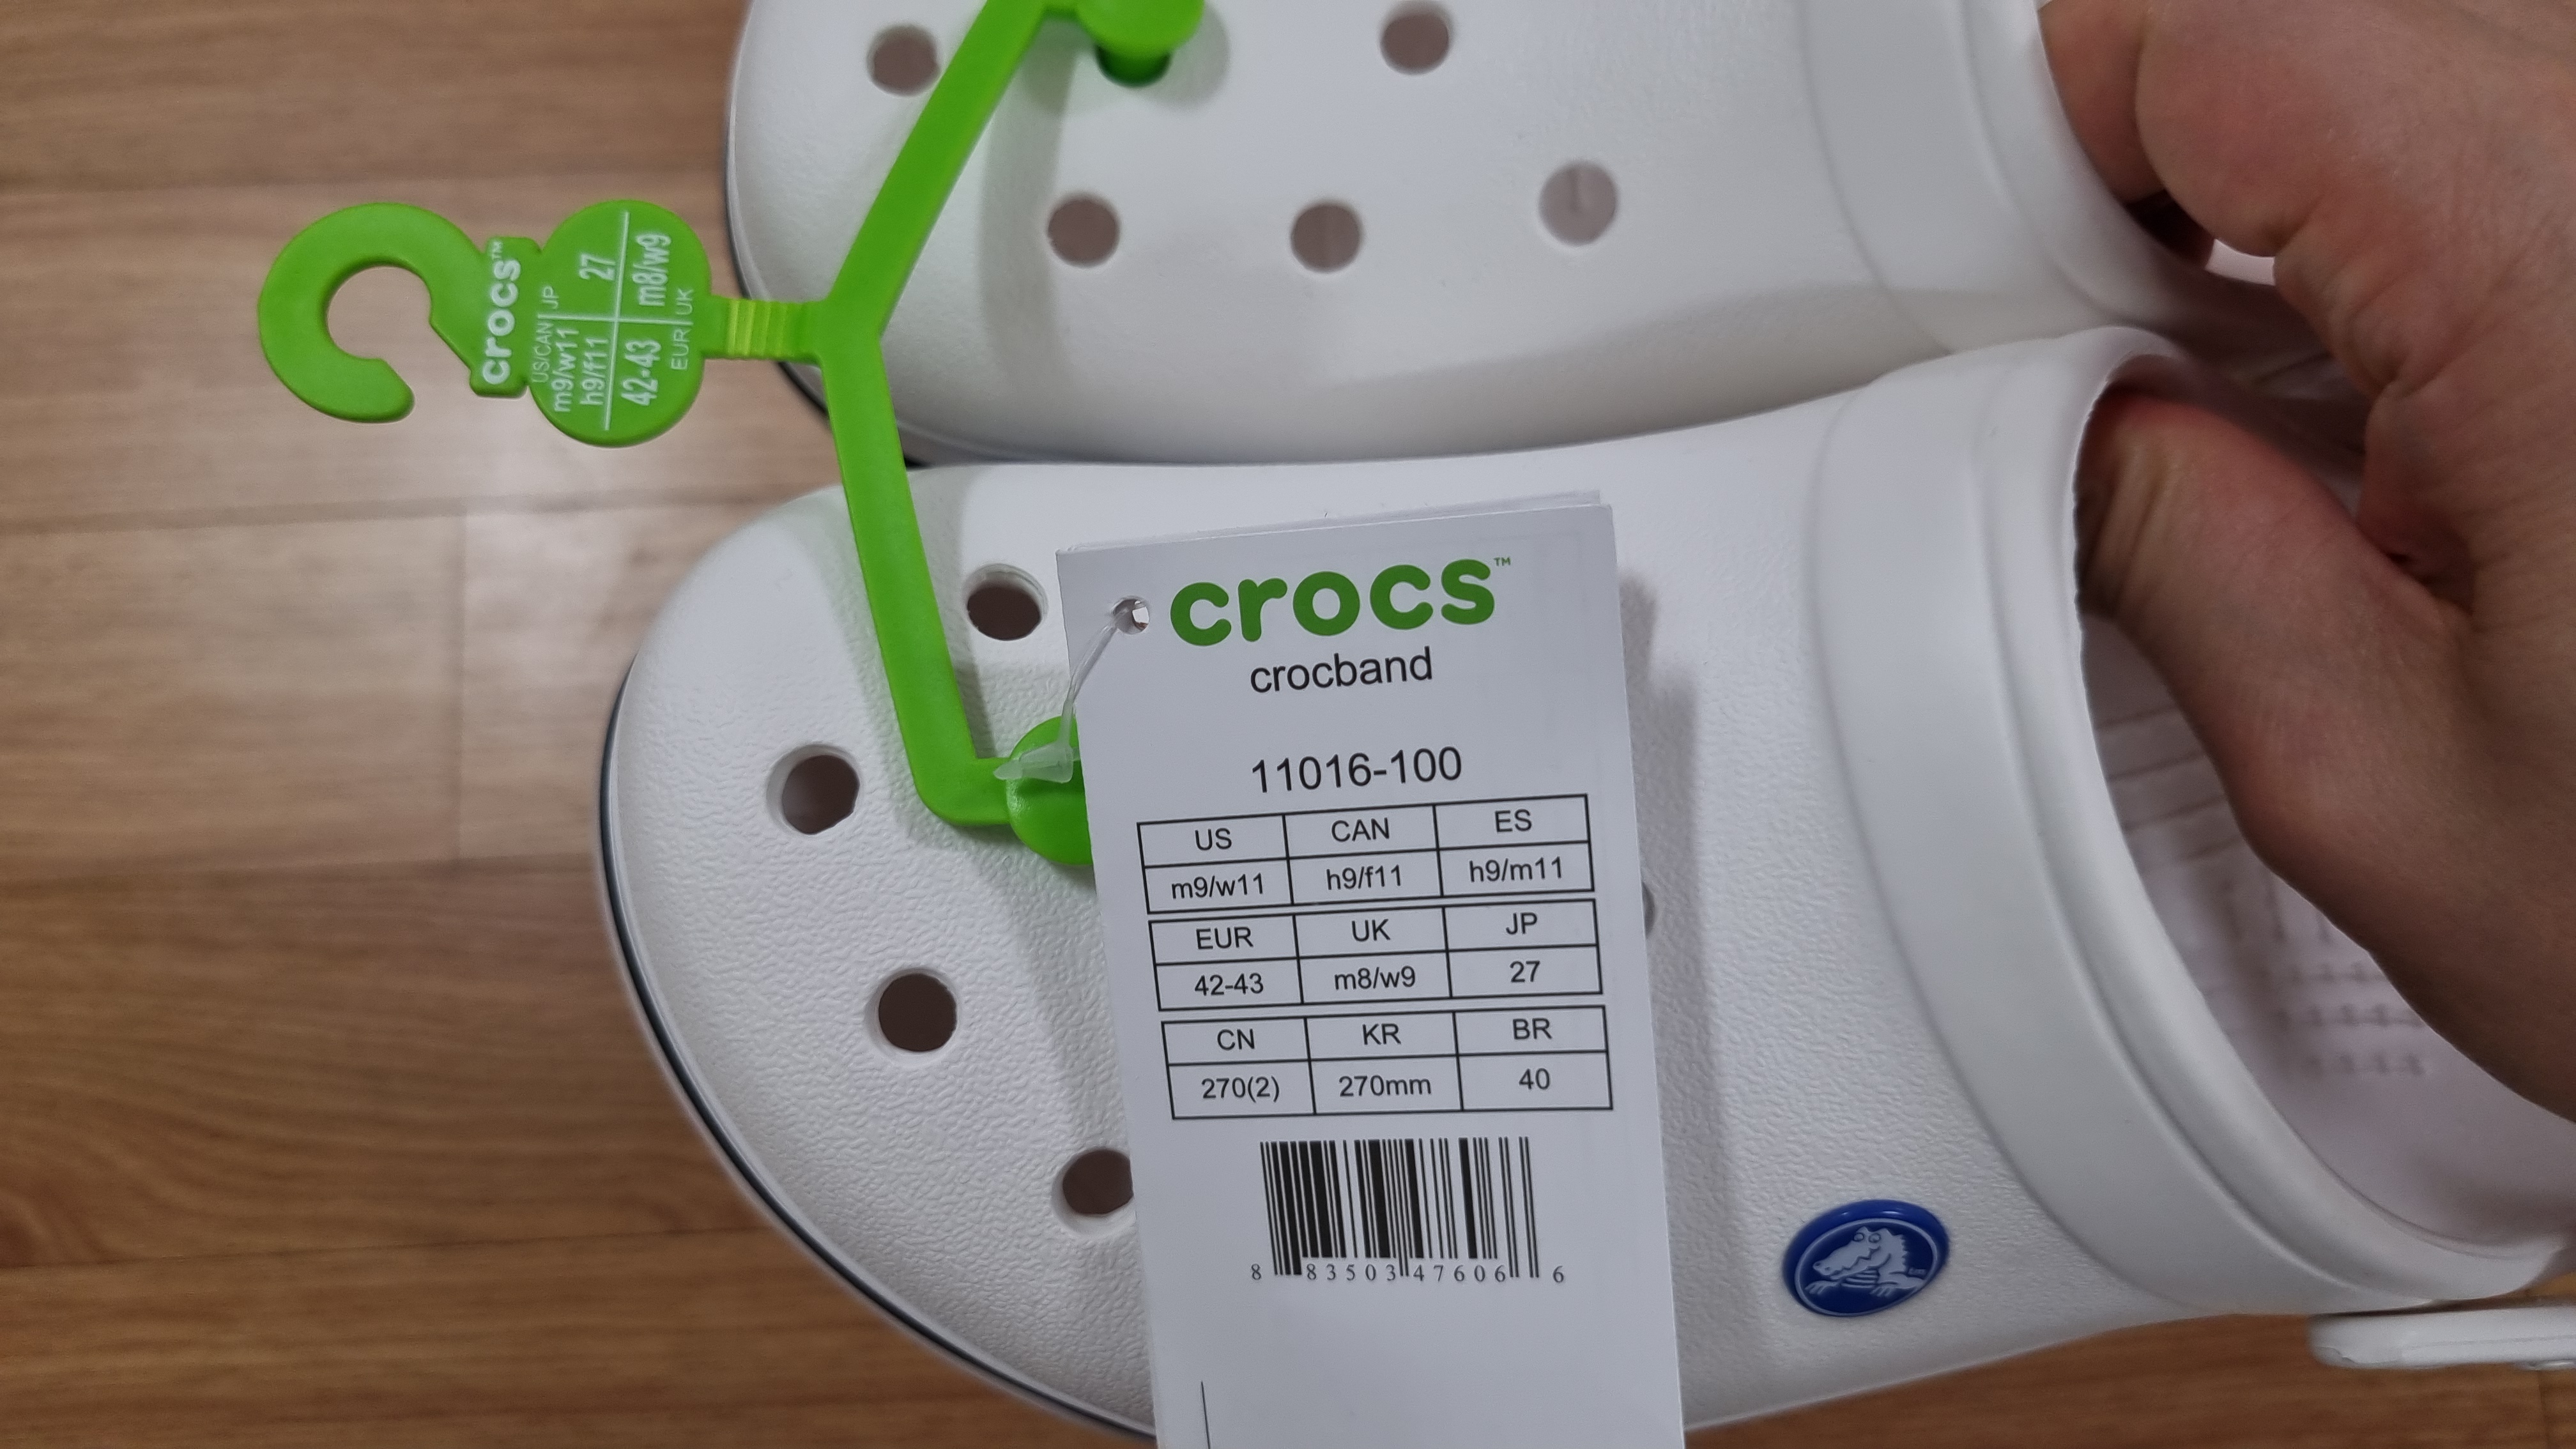 crocs™
US/CAN | JP
m9/w11
h9/f11 27
42-43 m8/w9
EUR | UK
crocs™
crocband
11016-100
US CAN ES
m9/w11 h9/f11 h9/m11
EUR UK JP
42-43 m8/w9 27
CN KR BR
270(2) 270mm 40
8 83503 47606 6